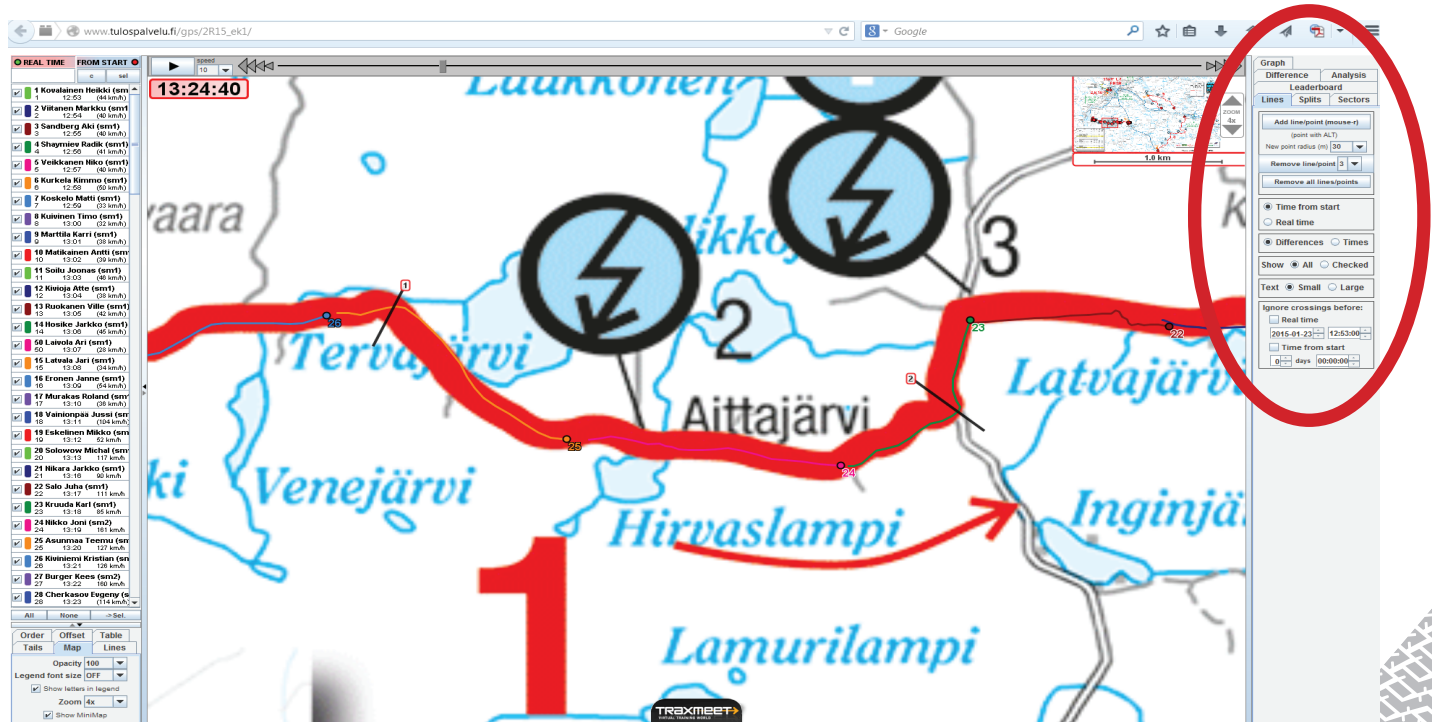 www.tulospalvelu.fi/gps/2R15_ek1/
Google
REAL TIME FROM START
c sel
1 Kovalainen Heikki (sm
1 12:53 (44 km/h)
2 Viitanen Markku (sm1
2 12:54 (40 km/h)
3 Sandberg Aki (sm1)
3 12:55 (40 km/h)
4 Shaymiev Radik (sm1)
4 12:56 (41 km/h)
5 Veikkanen Niko (sm1)
5 12:57 (40 km/h)
6 Kurkela Kimmo (sm1)
6 12:58 (50 km/h)
7 Koskelo Matti (sm1)
7 12:59 (33 km/h)
8 Kuivinen Timo (sm1)
8 13:00 (32 km/h)
9 Marttila Karri (sm1)
9 13:01 (38 km/h)
10 Matikainen Antti (sm
10 13:02 (39 km/h)
11 Soilu Joonas (sm1)
11 13:03 (46 km/h)
12 Kivioja Atte (sm1)
12 13:04 (38 km/h)
13 Ruokanen Ville (sm1)
13 13:05 (42 km/h)
14 Hosike Jarkko (sm1)
14 13:06 (45 km/h)
50 Laivola Ari (sm1)
50 13:07 (28 km/h)
15 Latvala Jari (sm1)
15 13:08 (34 km/h)
16 Eronen Janne (sm1)
16 13:09 (54 km/h)
17 Murakas Roland (sm1)
17 13:10 (36 km/h)
18 Vainionpää Jussi (sm
18 13:11 (104 km/h)
19 Eskelinen Mikko (sm
19 13:12 52 km/h
20 Solowow Michal (sm
20 13:13 117 km/h
21 Nikara Jarkko (sm1)
21 13:16 90 km/h
22 Salo Juha (sm1)
22 13:17 111 km/h
23 Kruuda Karl (sm1)
23 13:18 85 km/h
24 Nikko Joni (sm2)
24 13:19 161 km/h
25 Asunmaa Teemu (sm
25 13:20 127 km/h
26 Kiviniemi Kristian (sm
26 13:21 126 km/h
27 Burger Kees (sm2)
27 13:22 160 km/h
28 Cherkasov Evgeny (s
28 13:23 (114 km/h)
All None ->Sel.
Order Offset Table
Tails Map Lines
Opacity 100
Legend font size OFF
Show letters in legend
Zoom 4x
Show MiniMap
speed
10
13:24:40
Laukkonen
vaara
likko
3
1
26
Tervajärvi
2
23
22
2
Latvajärvi
Aittajärvi
25
24
ki
Venejärvi
Hirvaslampi
Inginjä
1
Lamurilampi
TRAXMEET
VIRTUAL TRAINING WORLD
ZOOM
4x
1.0 km
K
Graph
Difference Analysis
Leaderboard
Lines Splits Sectors
Add line/point (mouse-r)
(point with ALT)
New point radius (m) 30
Remove line/point 3
Remove all lines/points
Time from start
Real time
Differences Times
Show All Checked
Text Small Large
Ignore crossings before:
Real time
2015-01-23 12:53:00
Time from start
0 days 00:00:00